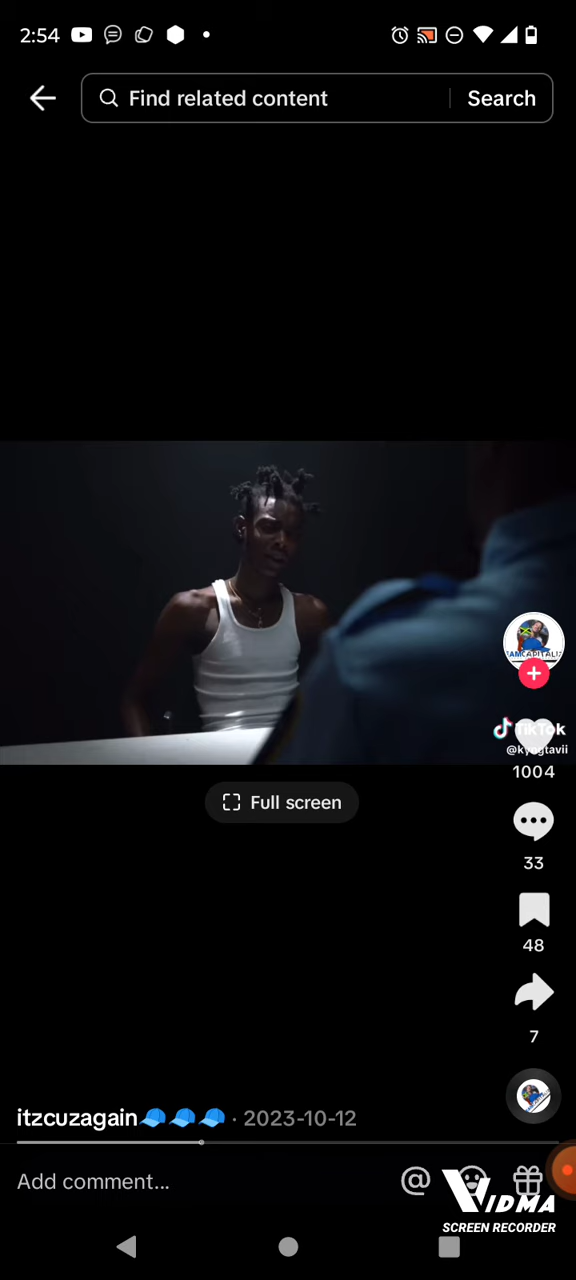 2:54
Find related content
Search
TikTok
@kyngtavii
1004
Full screen
33
48
7
itzcuzagain🧢🧢🧢 · 2023-10-12
Add comment...
VIDMA
SCREEN RECORDER